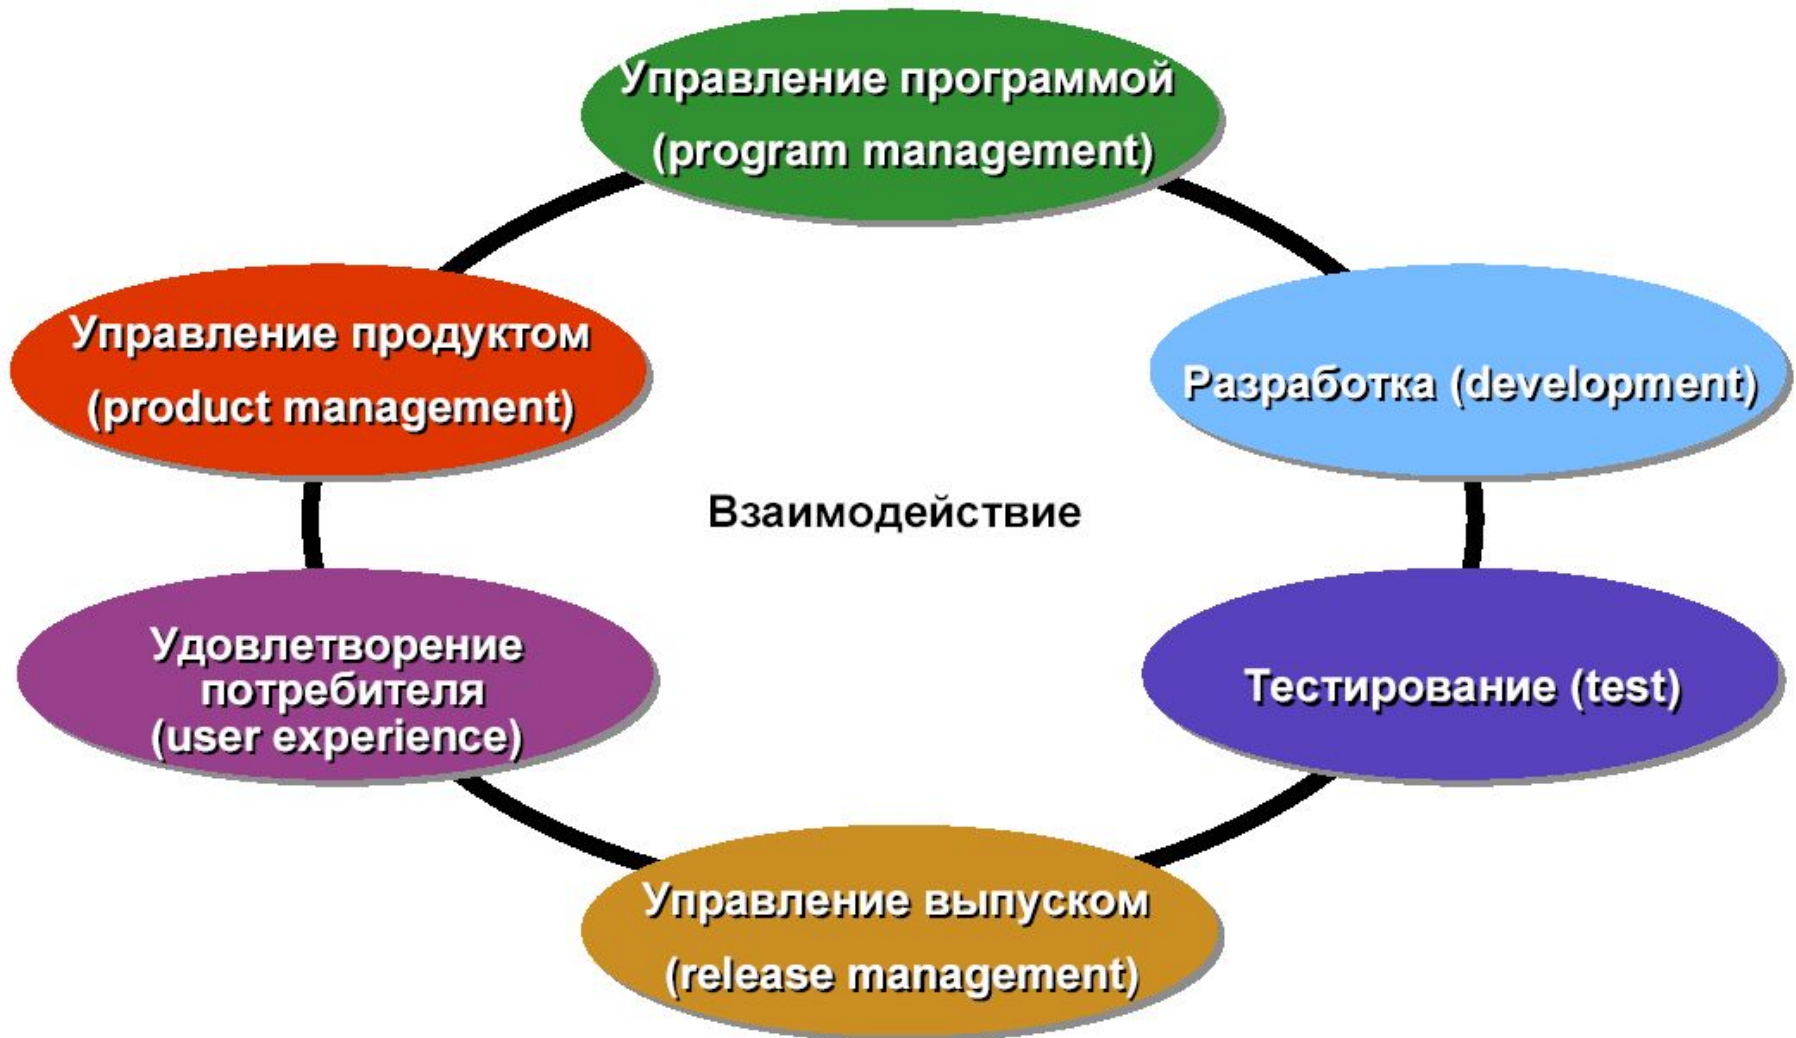 Управление программой
(program management)
Управление продуктом
(product management)
Разработка (development)
Взаимодействие
Удовлетворение
потребителя
(user experience)
Тестирование (test)
Управление выпуском
(release management)